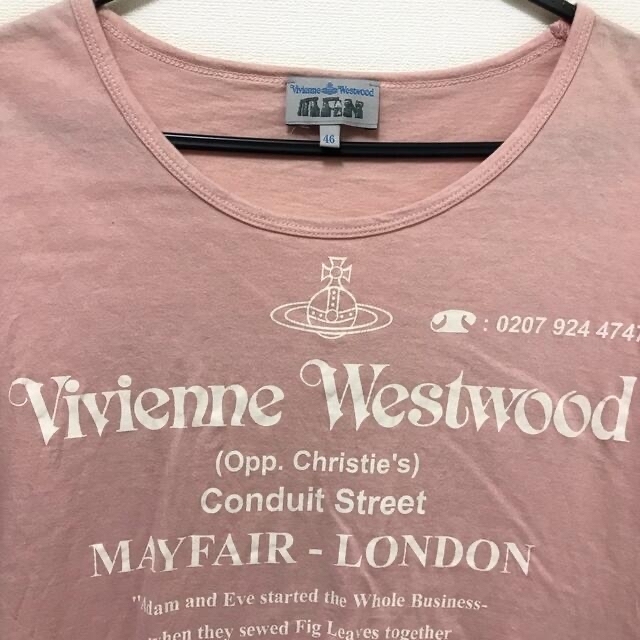 Vivienne Westwood
MAN
46
: 0207 924 4747
Vivienne Westwood
(Opp. Christie's)
Conduit Street
MAYFAIR - LONDON
"Adam and Eve started the Whole Business-
when they sewed Fig Leaves together